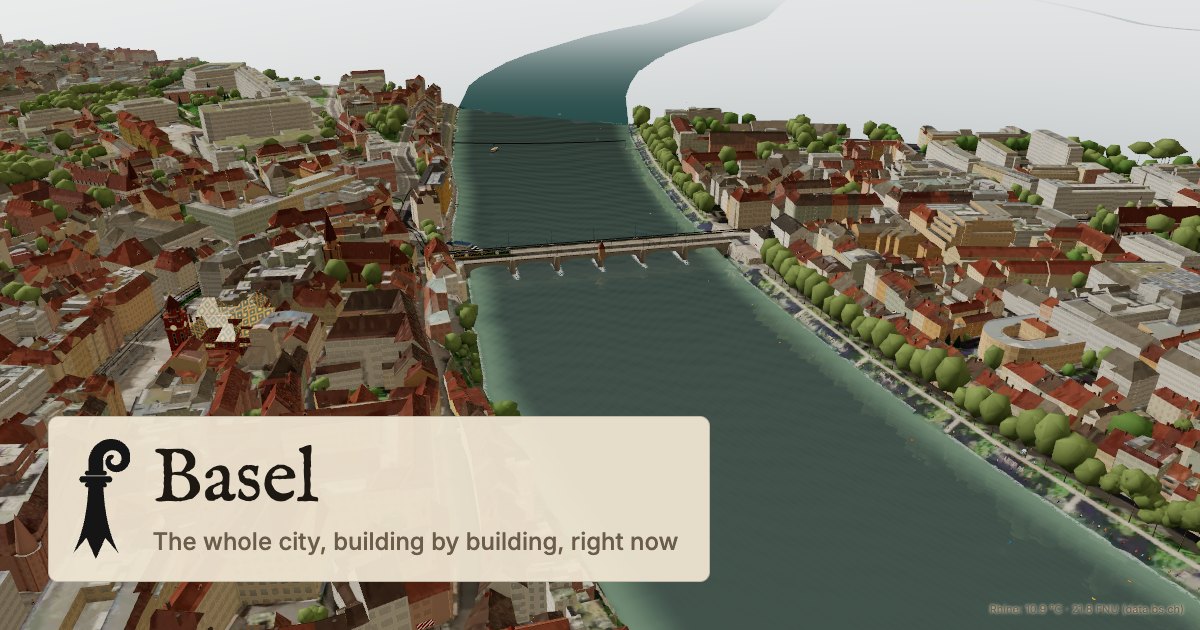 Basel
The whole city, building by building, right now
Rhine: 10.9 °C · 21.8 FNU (data.bs.ch)